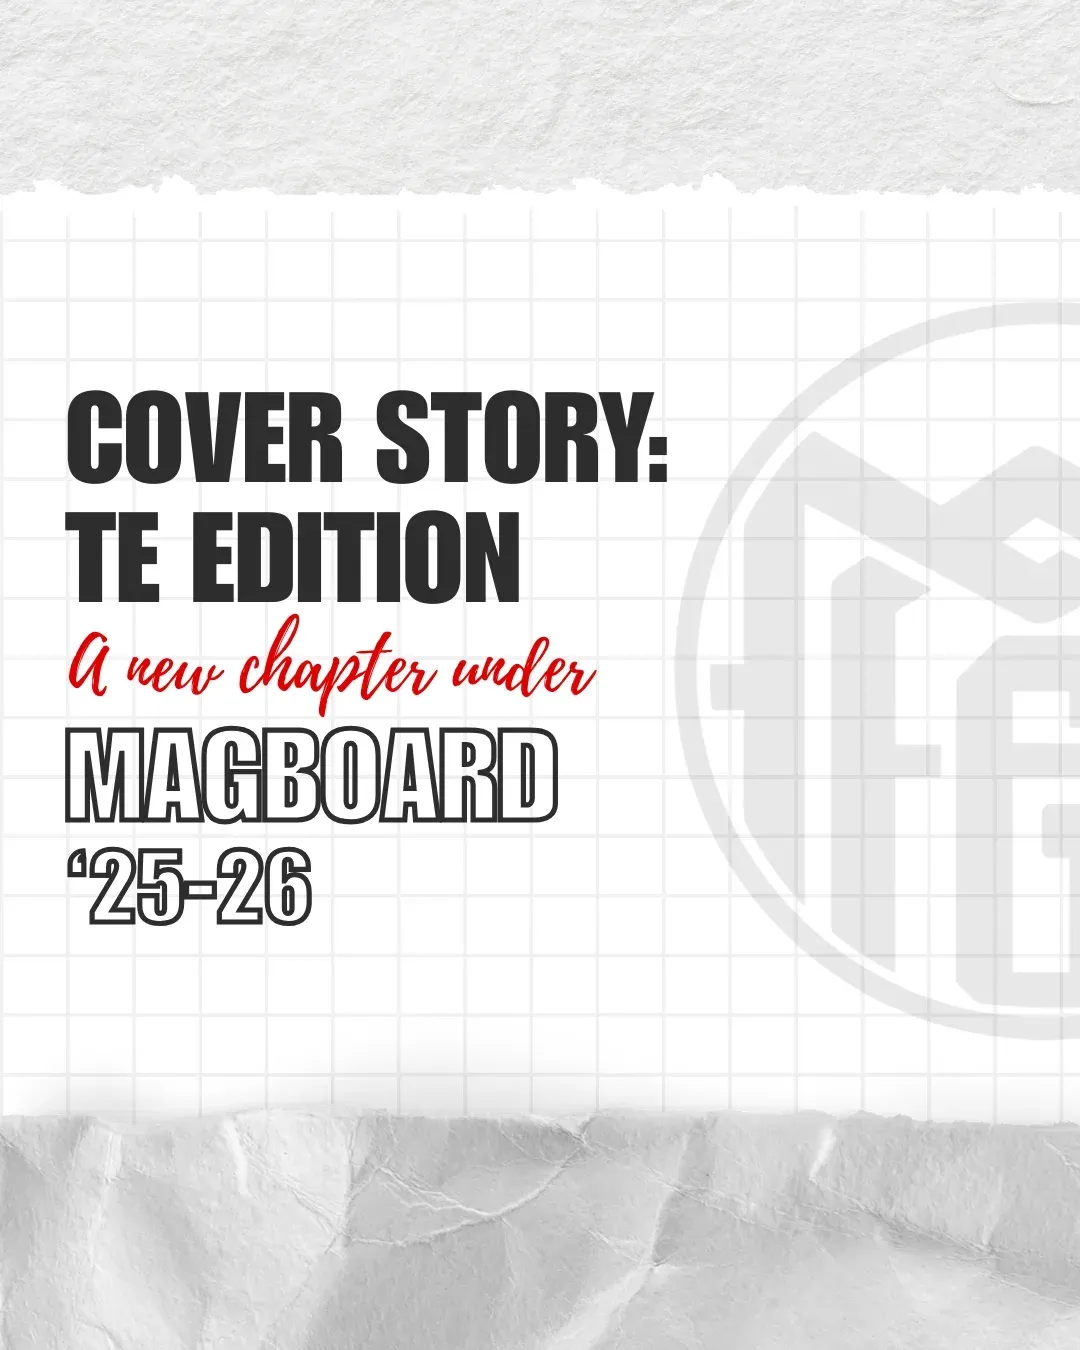 COVER STORY:
TE EDITION
A new chapter under
MAGBOARD
‘25-26